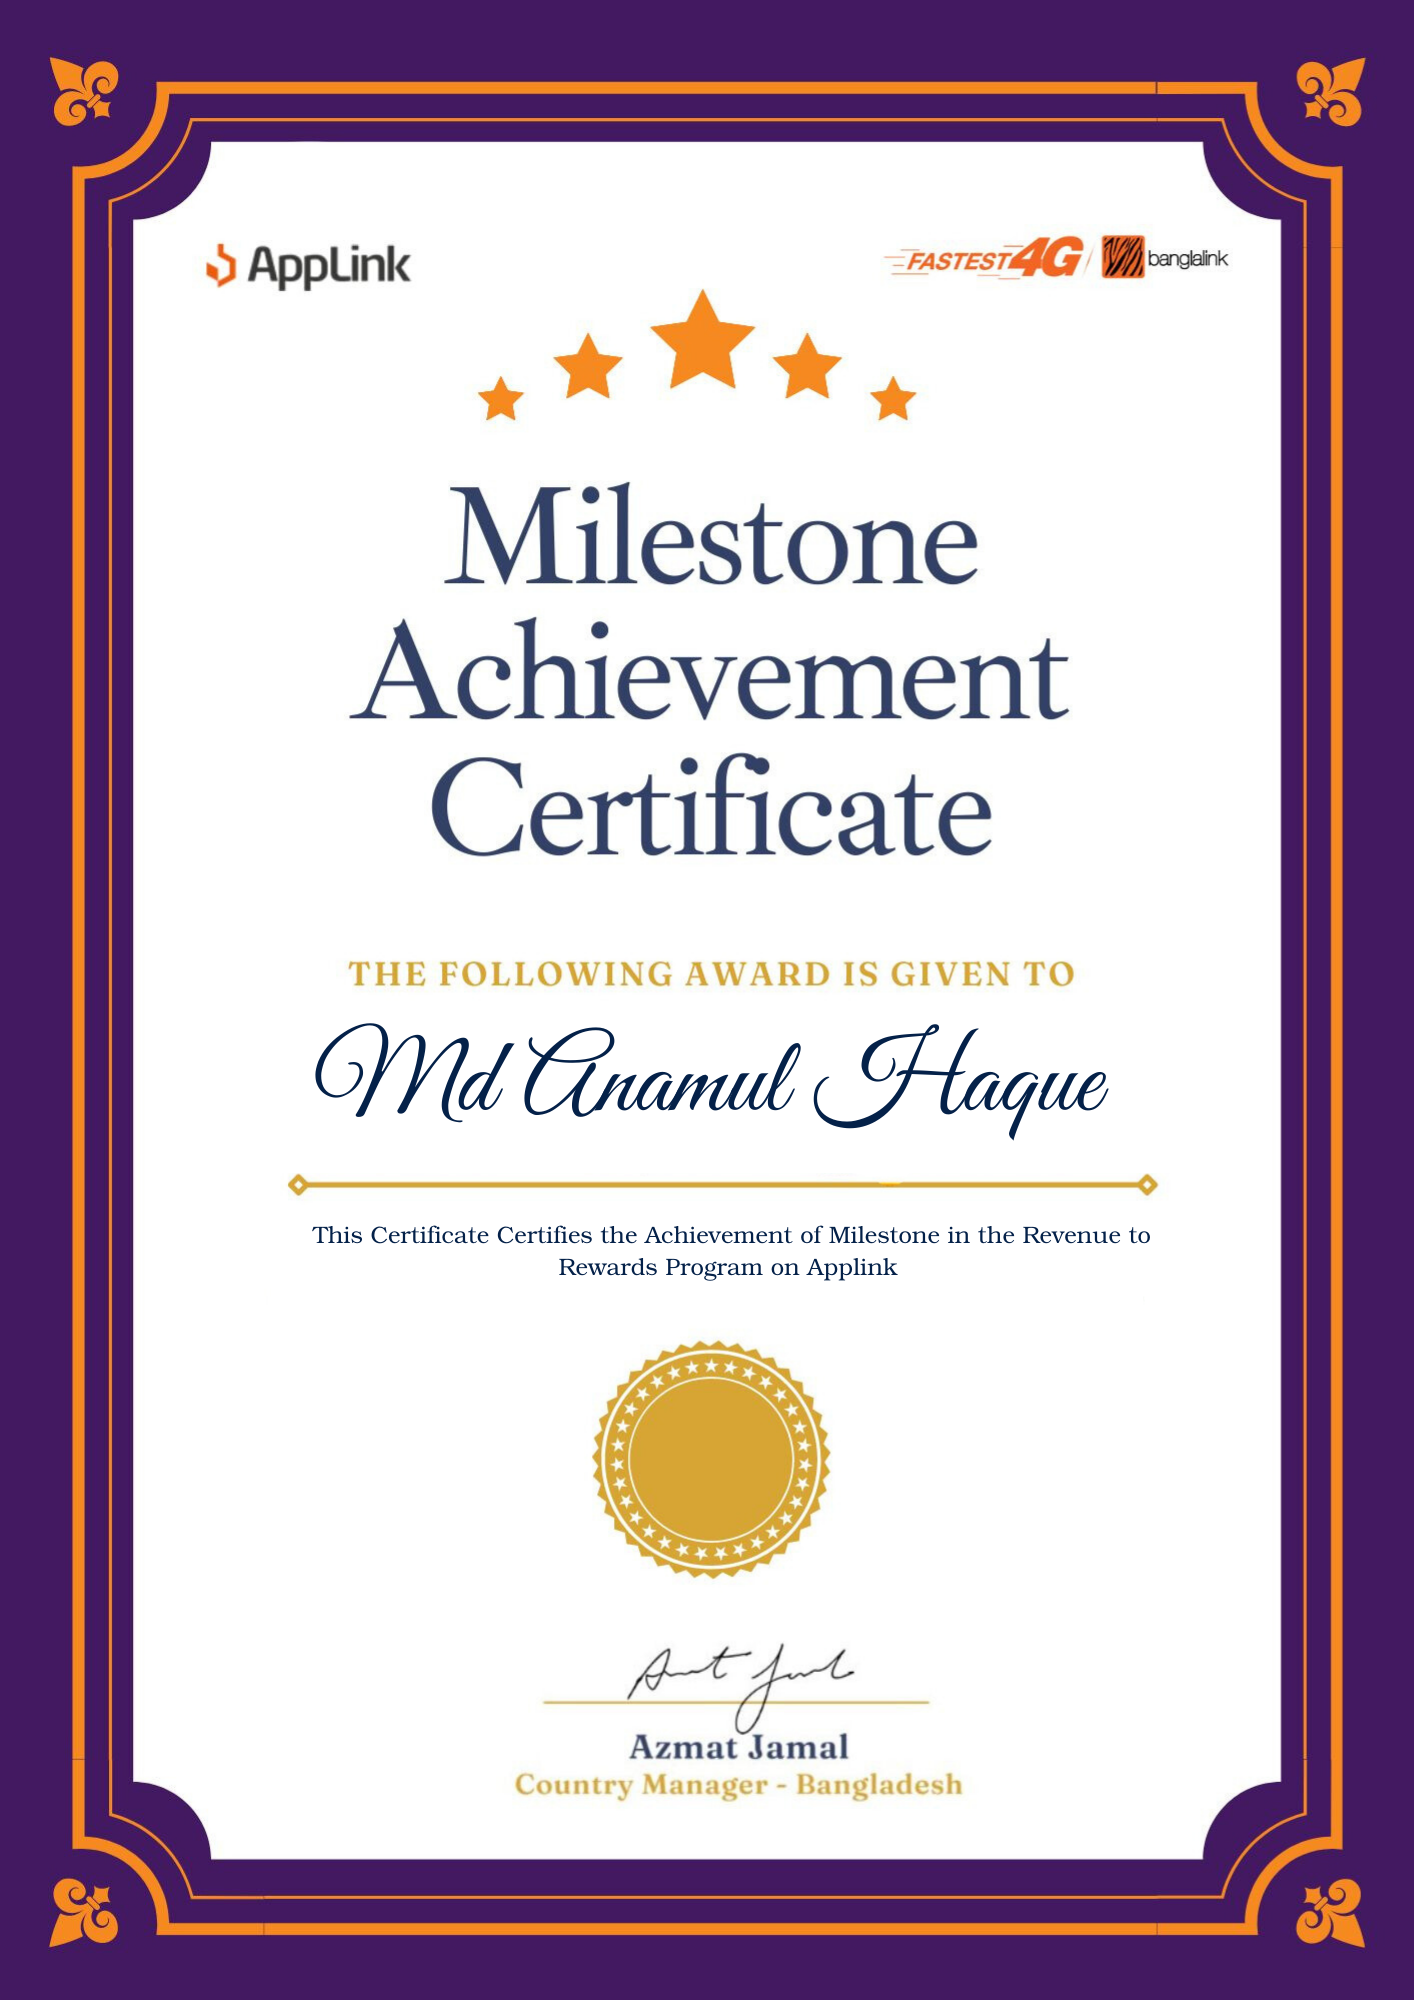 AppLink
FASTEST 4G banglalink
Milestone
Achievement
Certificate
THE FOLLOWING AWARD IS GIVEN TO
Md Anamul Haque
This Certificate Certifies the Achievement of Milestone in the Revenue to
Rewards Program on Applink
Azmat Jamal
Country Manager - Bangladesh